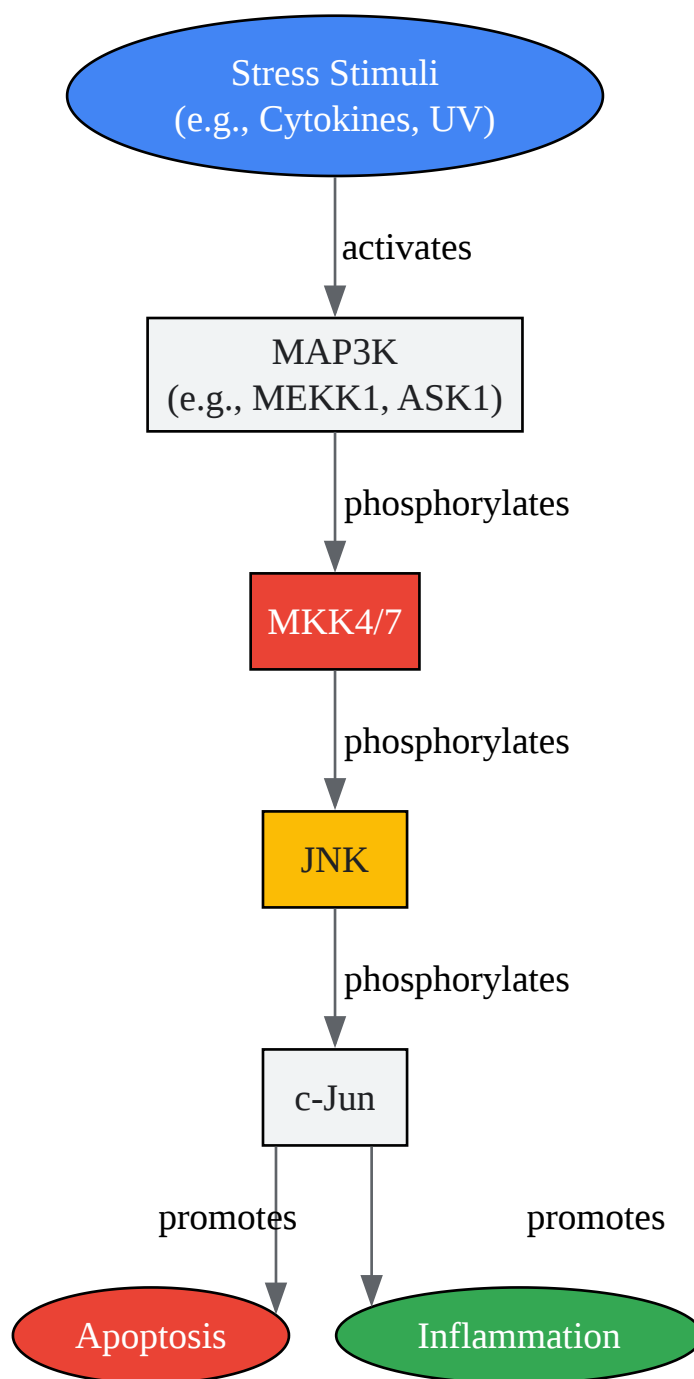 Stress Stimuli
(e.g., Cytokines, UV)
activates
MAP3K
(e.g., MEKK1, ASK1)
phosphorylates
MKK4/7
phosphorylates
JNK
phosphorylates
c-Jun
promotes
promotes
Apoptosis
Inflammation